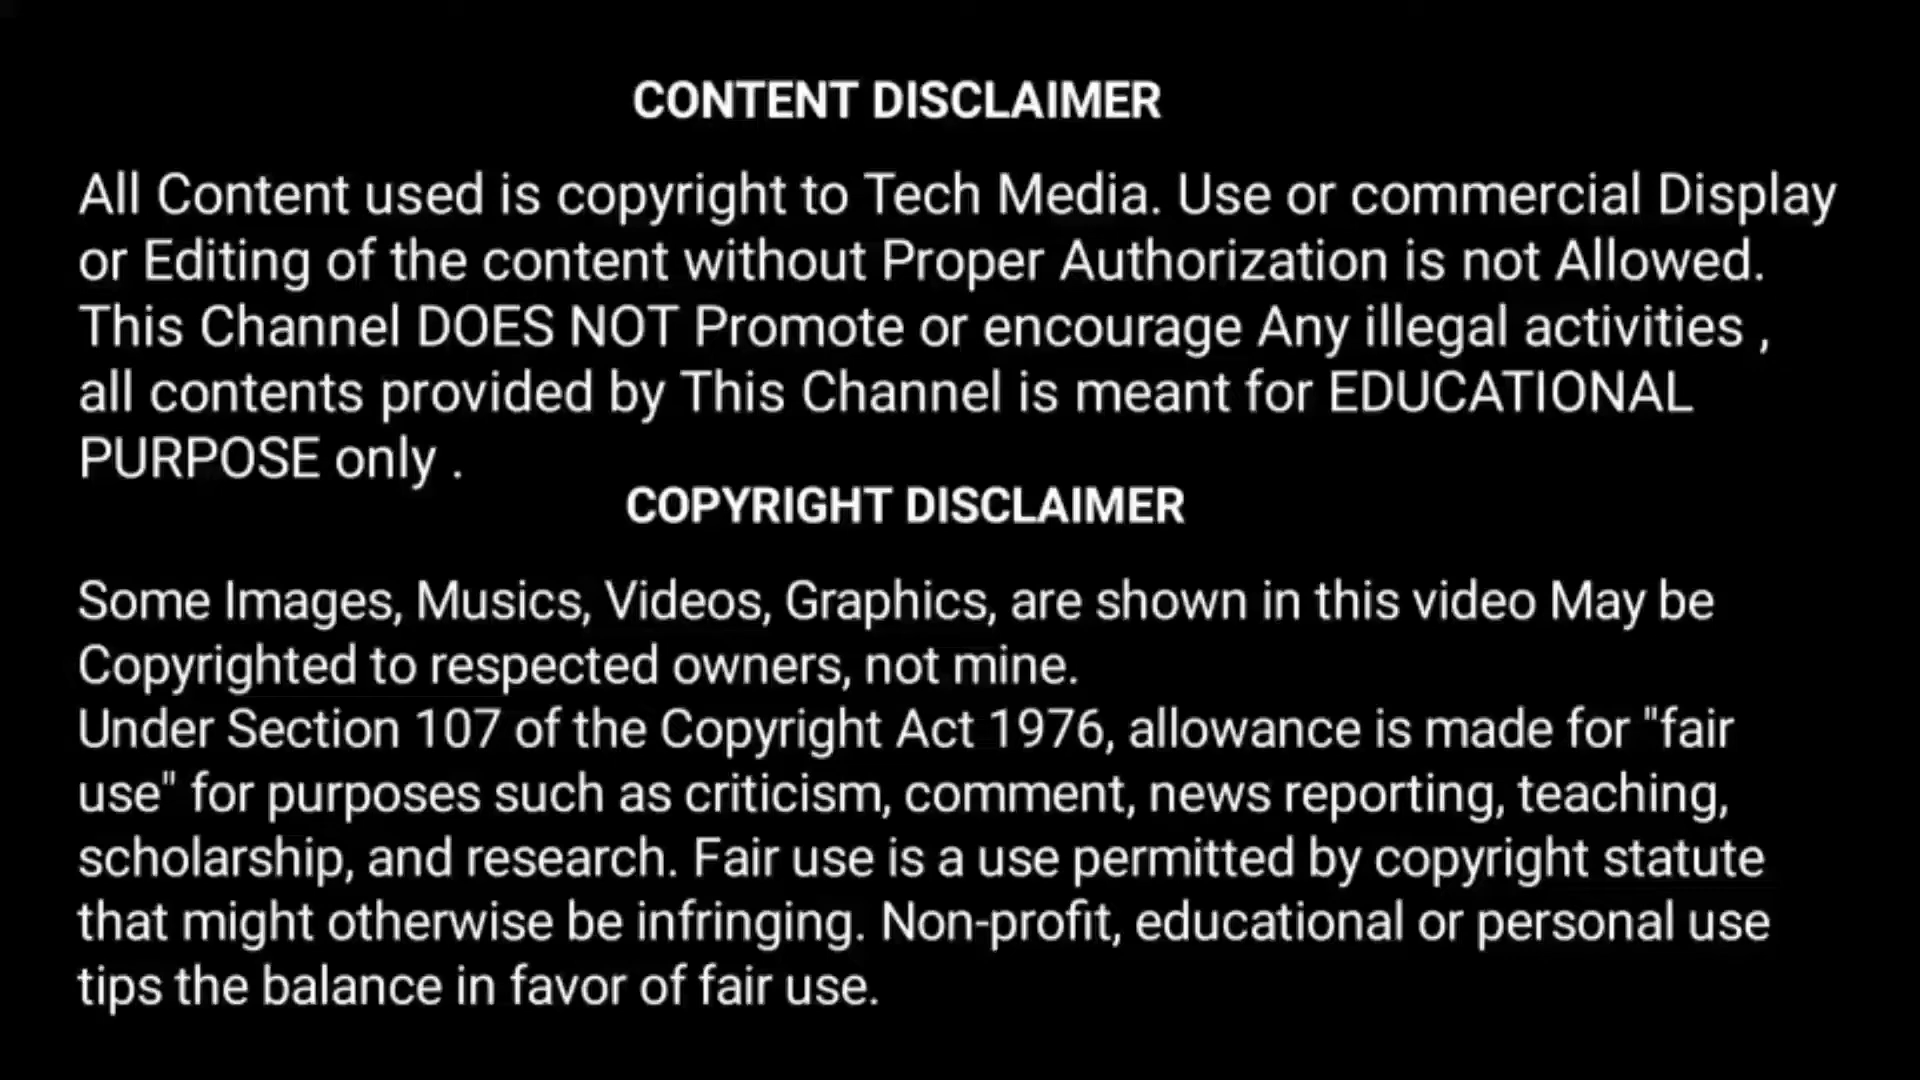 CONTENT DISCLAIMER
All Content used is copyright to Tech Media. Use or commercial Display
or Editing of the content without Proper Authorization is not Allowed.
This Channel DOES NOT Promote or encourage Any illegal activities ,
all contents provided by This Channel is meant for EDUCATIONAL
PURPOSE only .
COPYRIGHT DISCLAIMER
Some Images, Musics, Videos, Graphics, are shown in this video May be
Copyrighted to respected owners, not mine.
Under Section 107 of the Copyright Act 1976, allowance is made for "fair
use" for purposes such as criticism, comment, news reporting, teaching,
scholarship, and research. Fair use is a use permitted by copyright statute
that might otherwise be infringing. Non-profit, educational or personal use
tips the balance in favor of fair use.